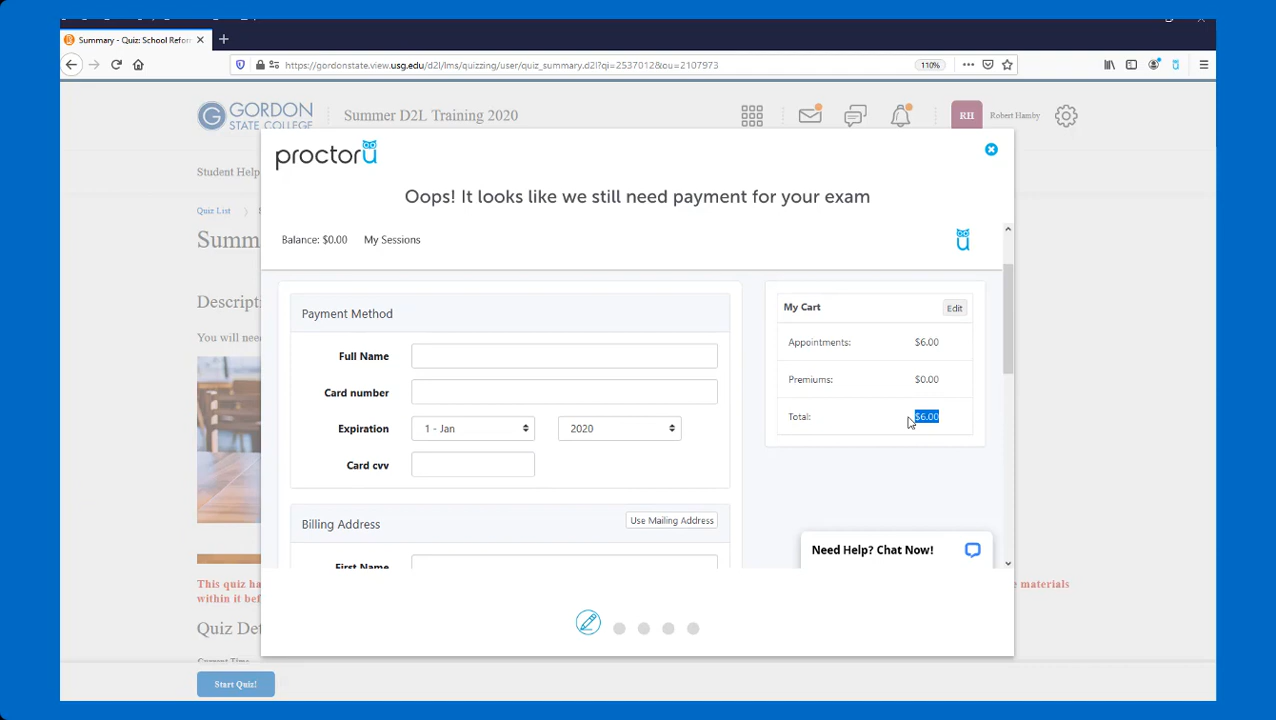 Summary - Quiz: School Refor
https://gordonstate.view.usg.edu/d2l/lms/quizzing/user/quiz_summary.d2l?qi=2537012&ou=2107973
110%
GORDON
STATE COLLEGE
Summer D2L Training 2020
RH
Robert Hamby
Student Help
proctoru
Quiz List
Oops! It looks like we still need payment for your exam
Summ
Balance: $0.00
My Sessions
Descripti
You will nee
Payment Method
Full Name
Card number
Expiration
1 - Jan
2020
Card cvv
My Cart
Edit
Appointments:
$6.00
Premiums:
$0.00
Total:
$6.00
Billing Address
Use Mailing Address
First Name
Need Help? Chat Now!
This quiz ha
e materials
within it bef
Quiz Det
Current Time
Start Quiz!